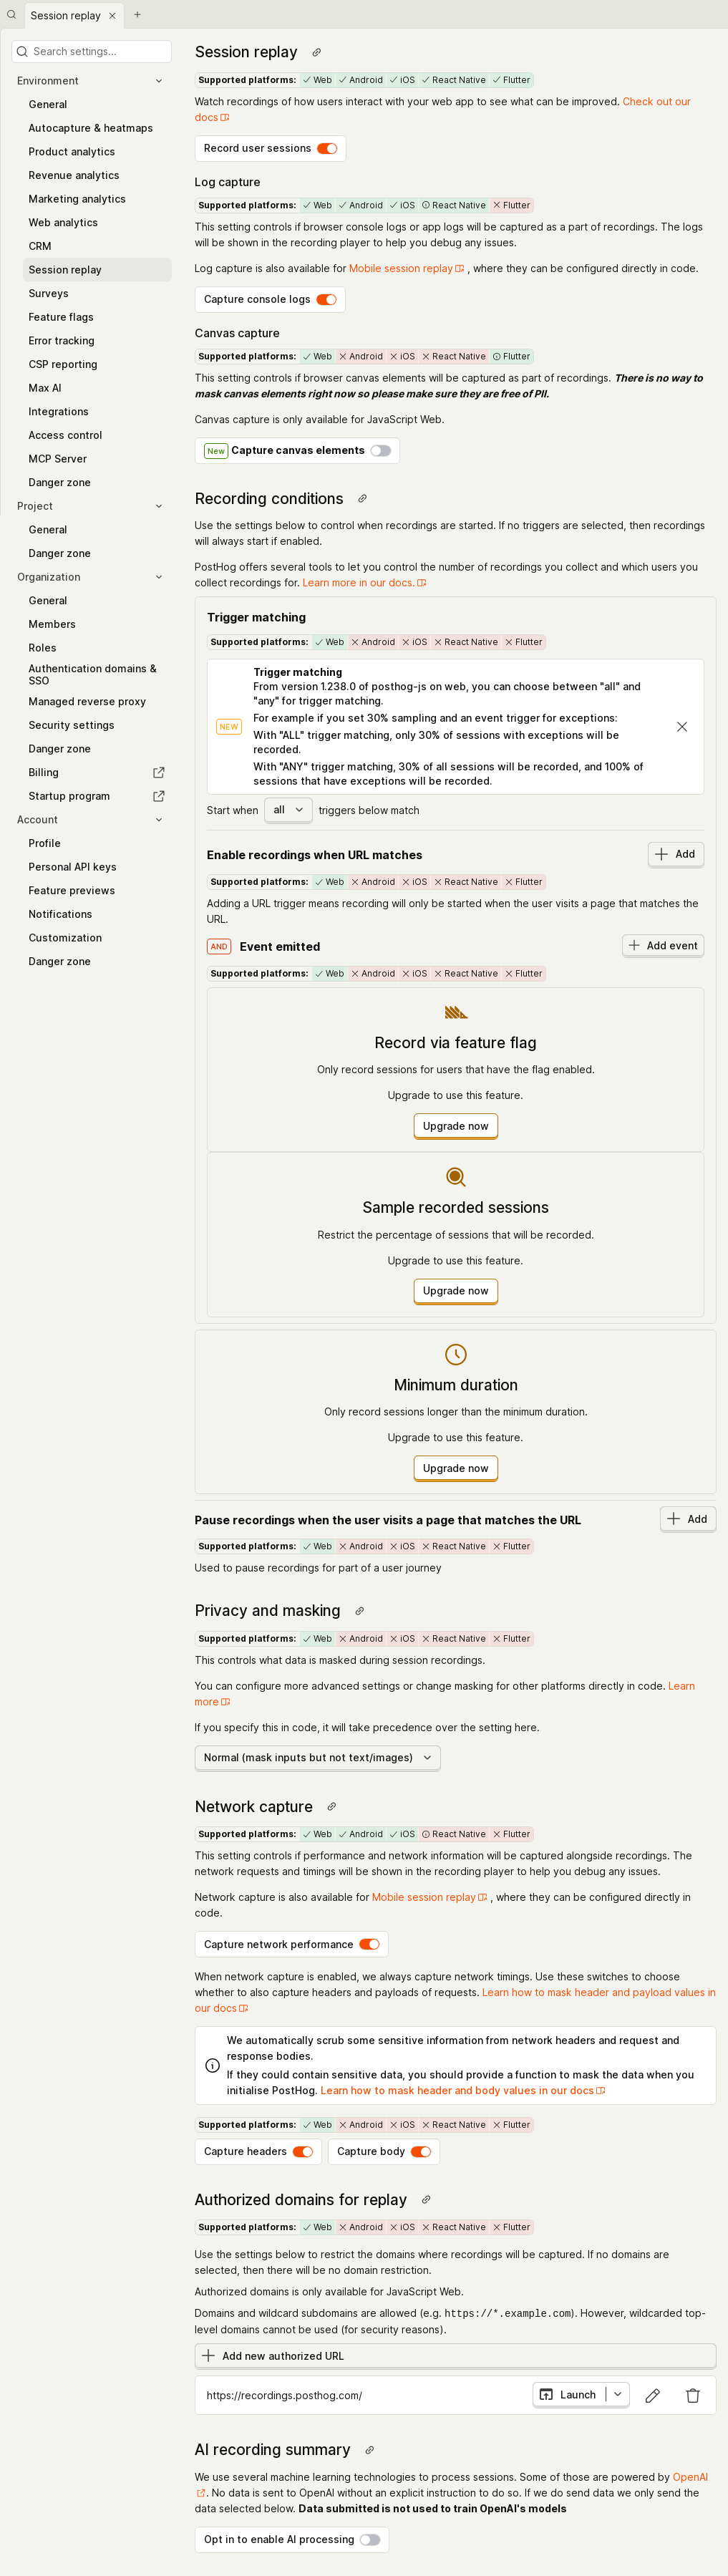 Session replay
Search settings...
Environment
General
Autocapture & heatmaps
Product analytics
Revenue analytics
Marketing analytics
Web analytics
CRM
Session replay
Surveys
Feature flags
Error tracking
CSP reporting
Max AI
Integrations
Access control
MCP Server
Danger zone
Project
General
Danger zone
Organization
General
Members
Roles
Authentication domains &
SSO
Managed reverse proxy
Security settings
Danger zone
Billing
Startup program
Account
Profile
Personal API keys
Feature previews
Notifications
Customization
Danger zone
Session replay
Supported platforms: Web Android iOS React Native Flutter
Watch recordings of how users interact with your web app to see what can be improved. Check out our
docs
Record user sessions
Log capture
Supported platforms: Web Android iOS React Native Flutter
This setting controls if browser console logs or app logs will be captured as a part of recordings. The logs
will be shown in the recording player to help you debug any issues.
Log capture is also available for Mobile session replay , where they can be configured directly in code.
Capture console logs
Canvas capture
Supported platforms: Web Android iOS React Native Flutter
This setting controls if browser canvas elements will be captured as part of recordings. There is no way to
mask canvas elements right now so please make sure they are free of PII.
Canvas capture is only available for JavaScript Web.
New Capture canvas elements
Recording conditions
Use the settings below to control when recordings are started. If no triggers are selected, then recordings
will always start if enabled.
PostHog offers several tools to let you control the number of recordings you collect and which users you
collect recordings for. Learn more in our docs.
Trigger matching
Supported platforms: Web Android iOS React Native Flutter
NEW
Trigger matching
From version 1.238.0 of posthog-js on web, you can choose between "all" and
"any" for trigger matching.
For example if you set 30% sampling and an event trigger for exceptions:
With "ALL" trigger matching, only 30% of sessions with exceptions will be
recorded.
With "ANY" trigger matching, 30% of all sessions will be recorded, and 100% of
sessions that have exceptions will be recorded.
Start when all triggers below match
Enable recordings when URL matches
Add
Supported platforms: Web Android iOS React Native Flutter
Adding a URL trigger means recording will only be started when the user visits a page that matches the
URL.
AND Event emitted
Add event
Supported platforms: Web Android iOS React Native Flutter
Record via feature flag
Only record sessions for users that have the flag enabled.
Upgrade to use this feature.
Upgrade now
Sample recorded sessions
Restrict the percentage of sessions that will be recorded.
Upgrade to use this feature.
Upgrade now
Minimum duration
Only record sessions longer than the minimum duration.
Upgrade to use this feature.
Upgrade now
Pause recordings when the user visits a page that matches the URL
Add
Supported platforms: Web Android iOS React Native Flutter
Used to pause recordings for part of a user journey
Privacy and masking
Supported platforms: Web Android iOS React Native Flutter
This controls what data is masked during session recordings.
You can configure more advanced settings or change masking for other platforms directly in code. Learn
more
If you specify this in code, it will take precedence over the setting here.
Normal (mask inputs but not text/images)
Network capture
Supported platforms: Web Android iOS React Native Flutter
This setting controls if performance and network information will be captured alongside recordings. The
network requests and timings will be shown in the recording player to help you debug any issues.
Network capture is also available for Mobile session replay , where they can be configured directly in
code.
Capture network performance
When network capture is enabled, we always capture network timings. Use these switches to choose
whether to also capture headers and payloads of requests. Learn how to mask header and payload values in
our docs
We automatically scrub some sensitive information from network headers and request and
response bodies.
If they could contain sensitive data, you should provide a function to mask the data when you
initialise PostHog. Learn how to mask header and body values in our docs
Supported platforms: Web Android iOS React Native Flutter
Capture headers
Capture body
Authorized domains for replay
Supported platforms: Web Android iOS React Native Flutter
Use the settings below to restrict the domains where recordings will be captured. If no domains are
selected, then there will be no domain restriction.
Authorized domains is only available for JavaScript Web.
Domains and wildcard subdomains are allowed (e.g. https://*.example.com). However, wildcarded top-
level domains cannot be used (for security reasons).
Add new authorized URL
https://recordings.posthog.com/
Launch
AI recording summary
We use several machine learning technologies to process sessions. Some of those are powered by OpenAI
. No data is sent to OpenAI without an explicit instruction to do so. If we do send data we only send the
data selected below. Data submitted is not used to train OpenAI's models
Opt in to enable AI processing